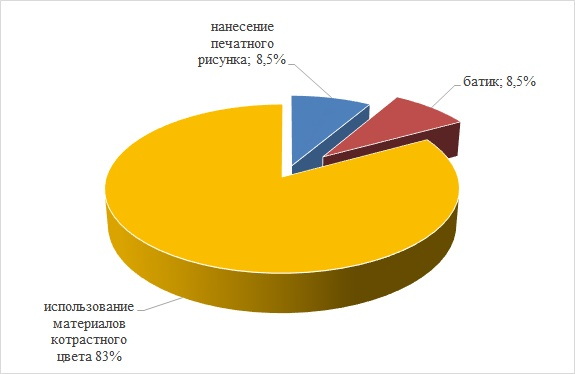 нанесение
печатного
рисунка; 8,5%
батик; 8,5%
использование
материалов
котрастного
цвета 83%